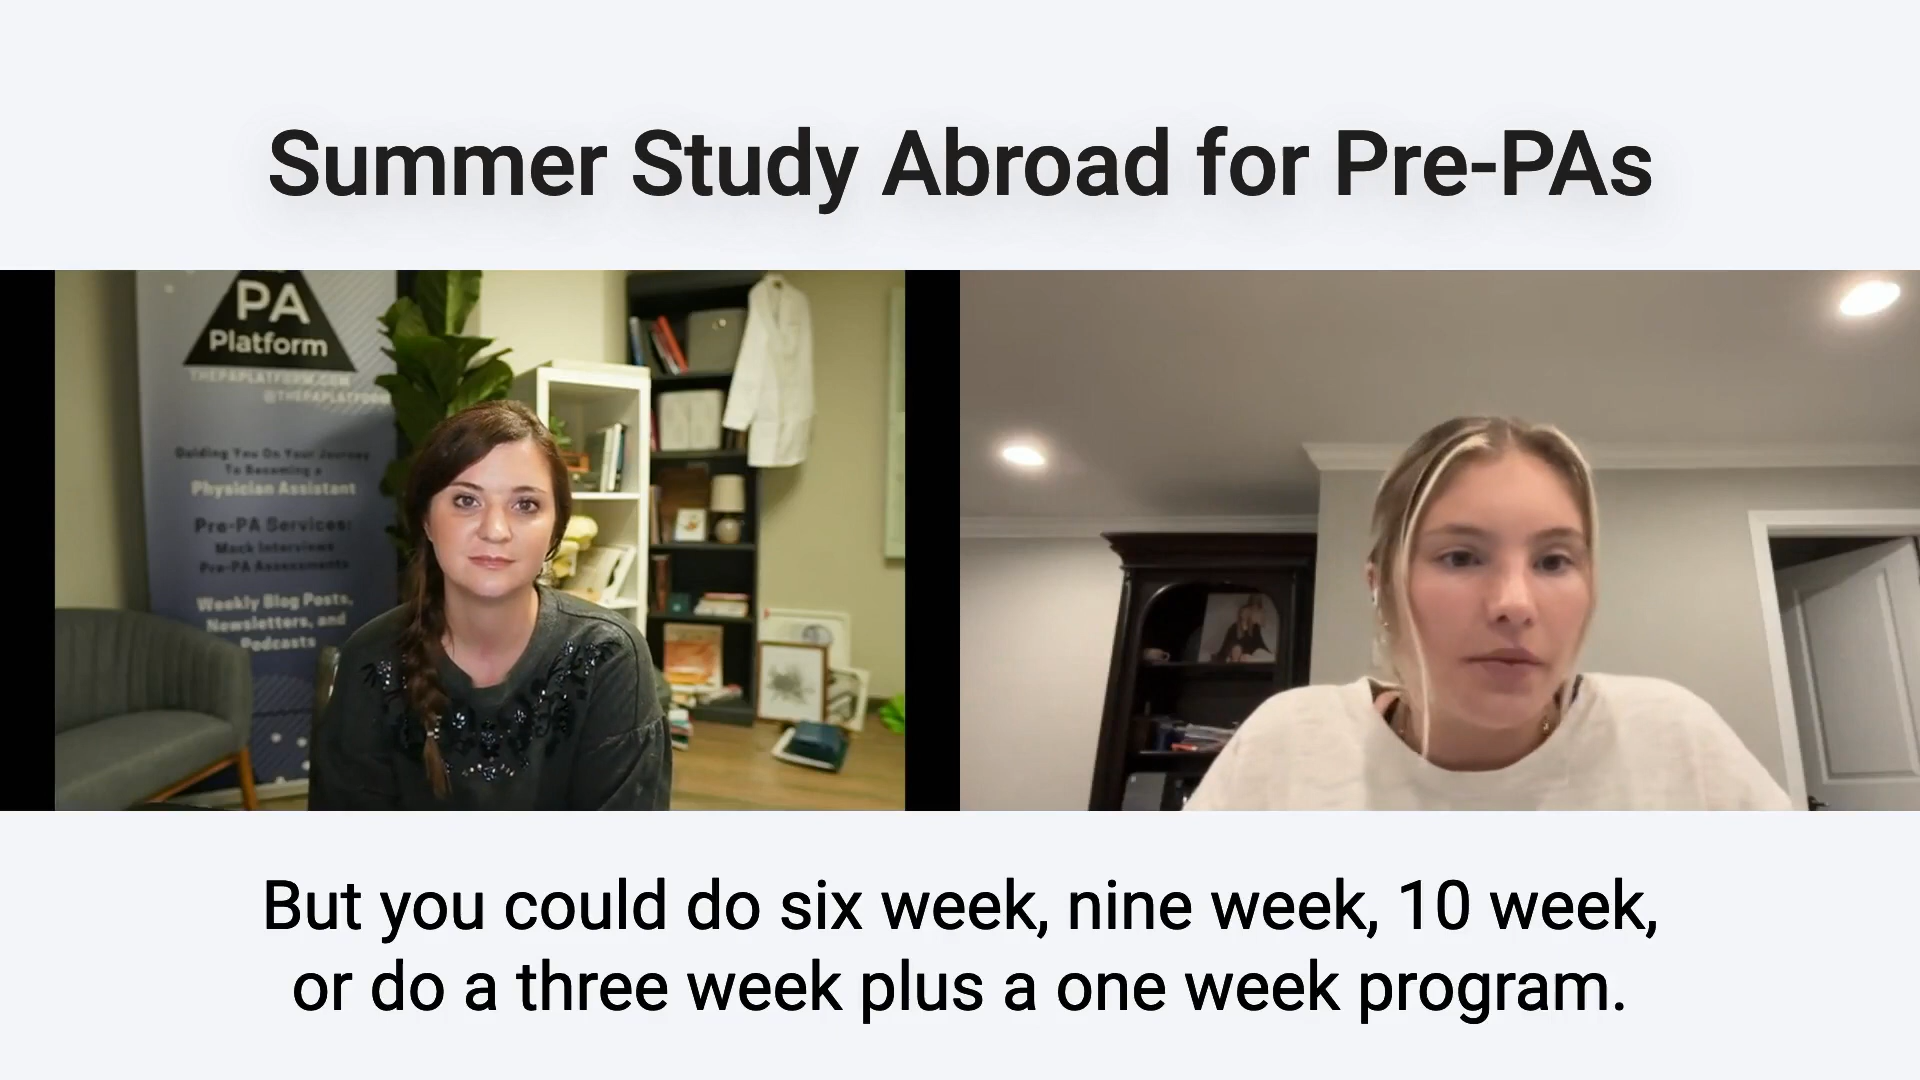 Summer Study Abroad for Pre-PAs
PA
Platform
THEPAPLATFORM.COM
@THEPAPLATFORM
Guiding You On Your Journey
To Becoming a
Physician Assistant
Pre-PA Services:
Mock Interviews
Pre-PA Assessments
Weekly Blog Posts,
Newsletters, and
Podcasts
But you could do six week, nine week, 10 week,
or do a three week plus a one week program.